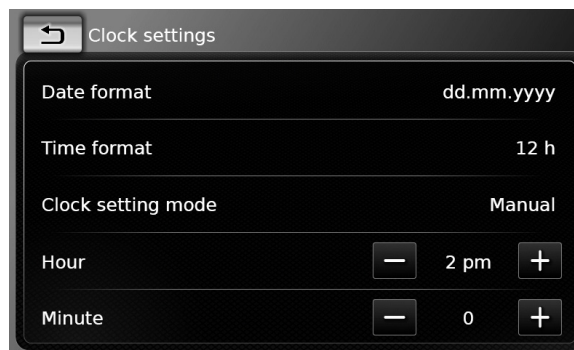 Clock settings
Date format dd.mm.yyyy
Time format 12 h
Clock setting mode Manual
Hour − 2 pm +
Minute − 0 +